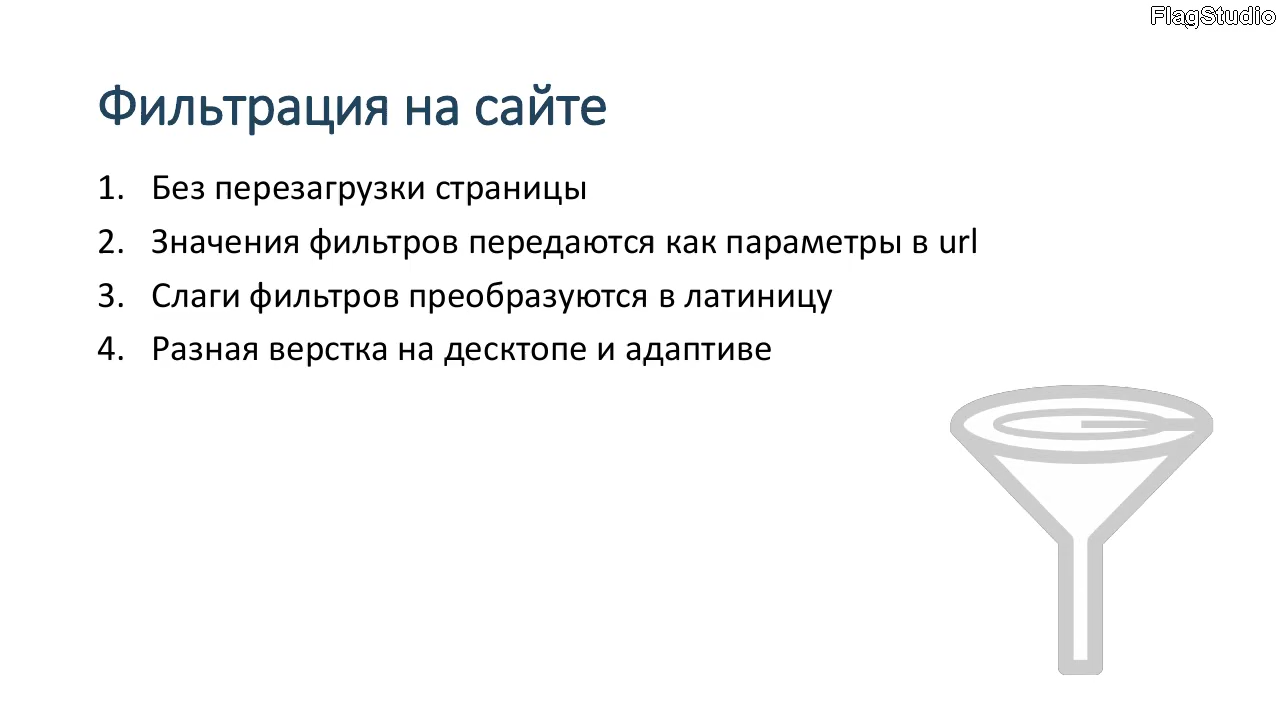 FlagStudio
Фильтрация на сайте
1. Без перезагрузки страницы
2. Значения фильтров передаются как параметры в url
3. Слаги фильтров преобразуются в латиницу
4. Разная верстка на десктопе и адаптиве